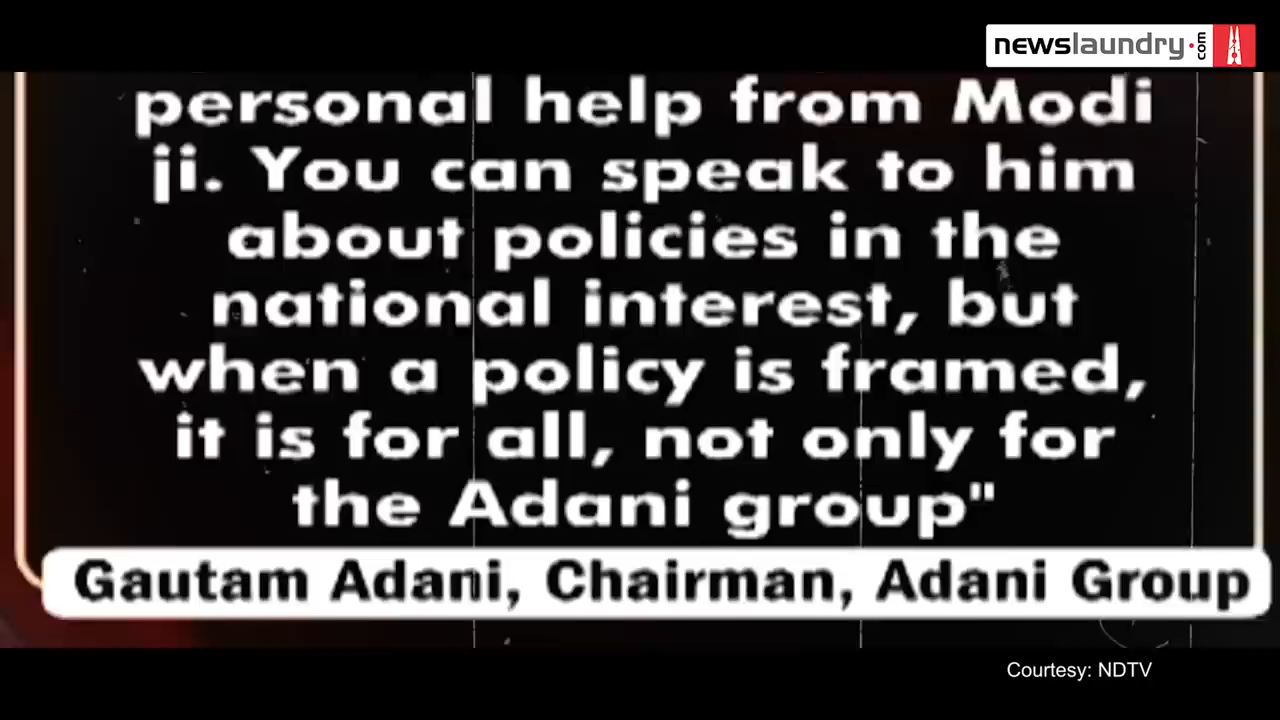 newslaundry.com
personal help from Modi
ji. You can speak to him
about policies in the
national interest, but
when a policy is framed,
it is for all, not only for
the Adani group"
Gautam Adani, Chairman, Adani Group
Courtesy: NDTV